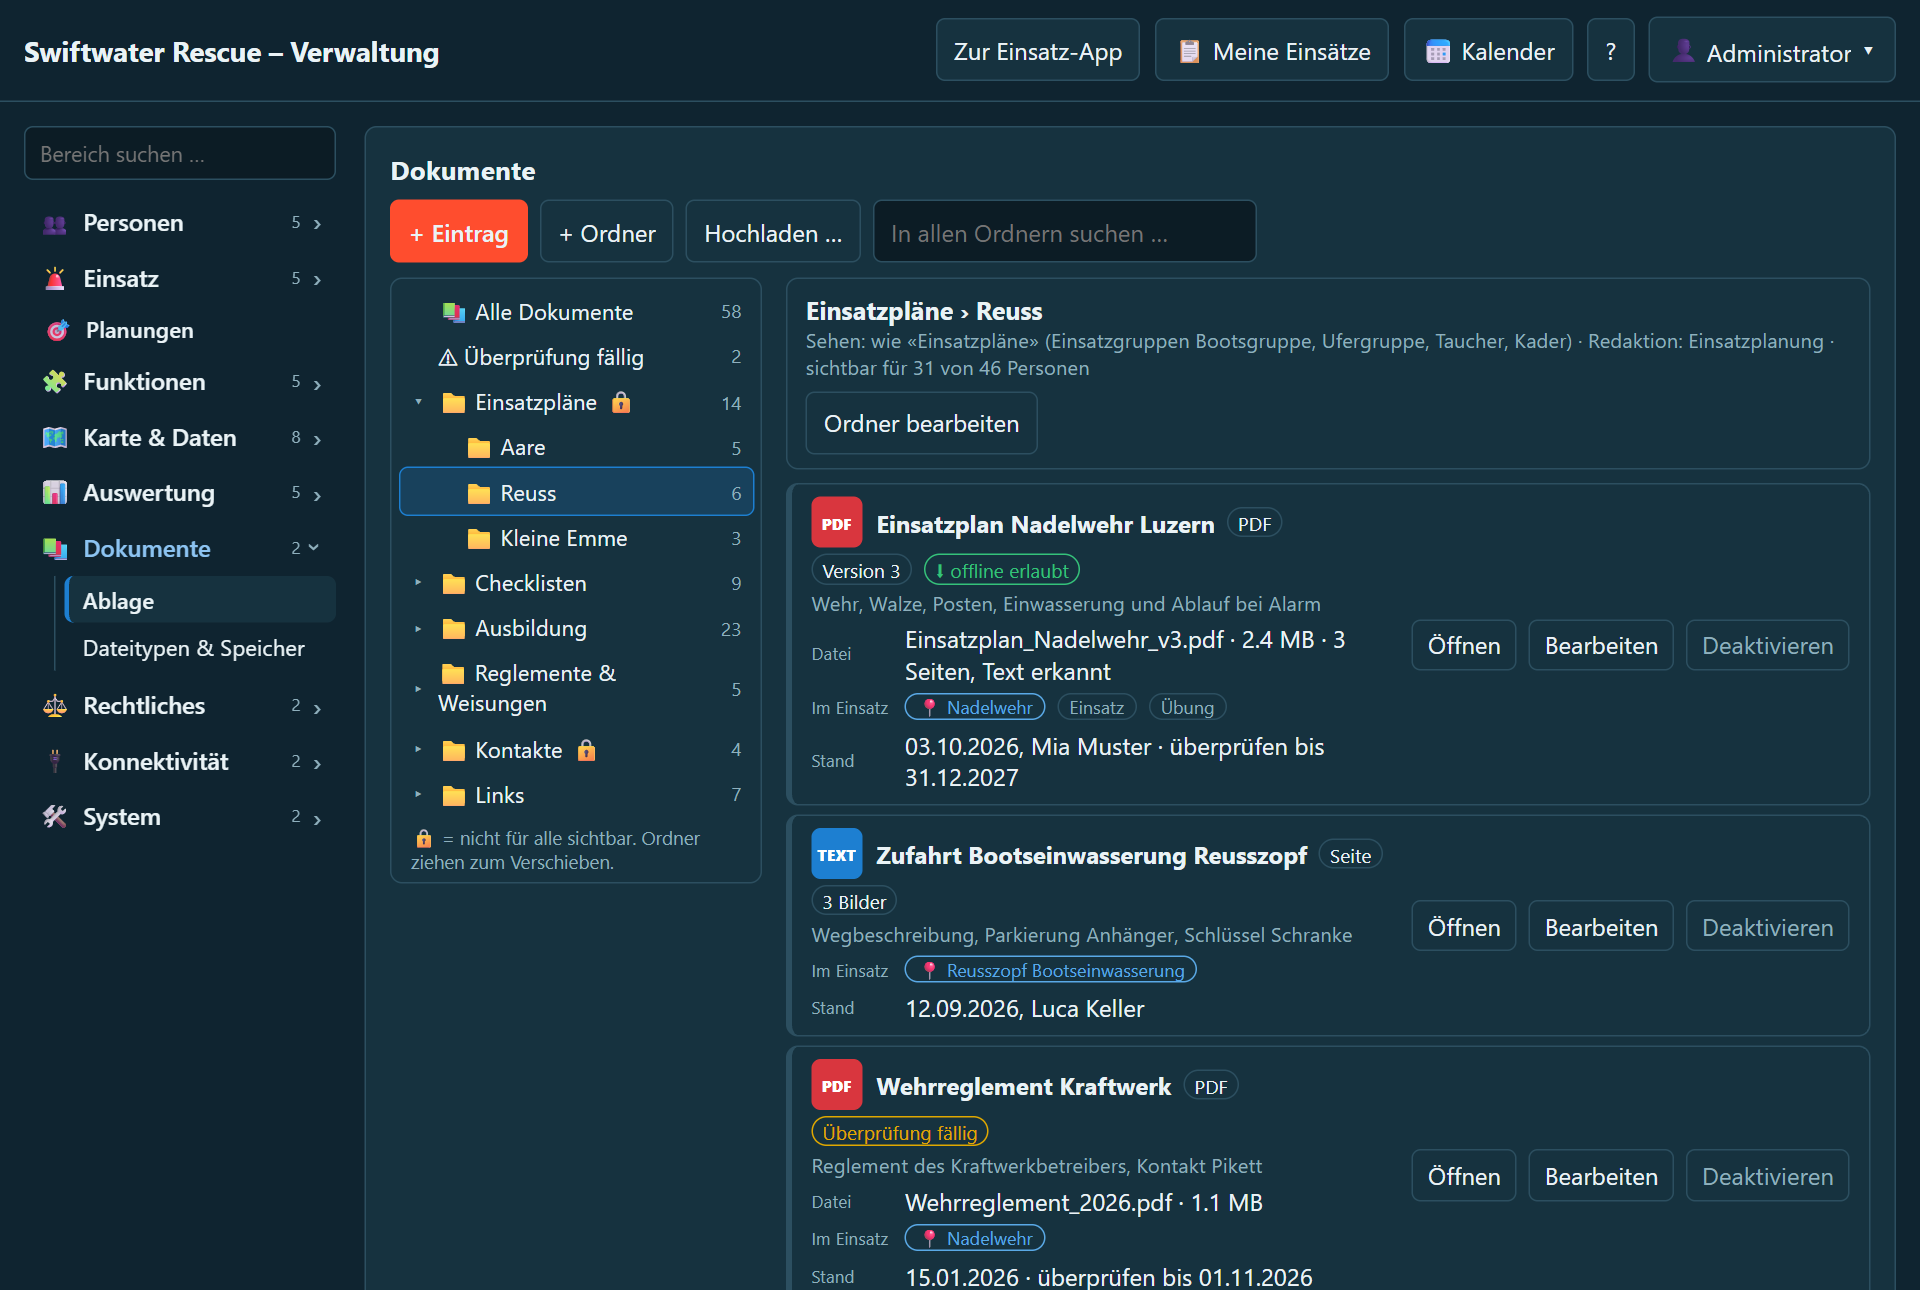 Swiftwater Rescue – Verwaltung
Zur Einsatz-App
Meine Einsätze
Kalender
?
Administrator
Bereich suchen ...
Personen 5
Einsatz 5
Planungen
Funktionen 5
Karte & Daten 8
Auswertung 5
Dokumente 2
Ablage
Dateitypen & Speicher
Rechtliches 2
Konnektivität 2
System 2
Dokumente
+ Eintrag
+ Ordner
Hochladen ...
In allen Ordnern suchen ...
Alle Dokumente 58
Überprüfung fällig 2
Einsatzpläne 14
Aare 5
Reuss 6
Kleine Emme 3
Checklisten 9
Ausbildung 23
Reglemente &
Weisungen 5
Kontakte 4
Links 7
= nicht für alle sichtbar. Ordner
ziehen zum Verschieben.
Einsatzpläne › Reuss
Sehen: wie «Einsatzpläne» (Einsatzgruppen Bootsgruppe, Ufergruppe, Taucher, Kader) · Redaktion: Einsatzplanung ·
sichtbar für 31 von 46 Personen
Ordner bearbeiten
PDF Einsatzplan Nadelwehr Luzern PDF
Version 3 offline erlaubt
Wehr, Walze, Posten, Einwasserung und Ablauf bei Alarm
Datei Einsatzplan_Nadelwehr_v3.pdf · 2.4 MB · 3
Seiten, Text erkannt
Im Einsatz Nadelwehr Einsatz Übung
Stand 03.10.2026, Mia Muster · überprüfen bis
31.12.2027
Öffnen Bearbeiten Deaktivieren
TEXT Zufahrt Bootseinwasserung Reusszopf Seite
3 Bilder
Wegbeschreibung, Parkierung Anhänger, Schlüssel Schranke
Im Einsatz Reusszopf Bootseinwasserung
Stand 12.09.2026, Luca Keller
Öffnen Bearbeiten Deaktivieren
PDF Wehrreglement Kraftwerk PDF
Überprüfung fällig
Reglement des Kraftwerkbetreibers, Kontakt Pikett
Datei Wehrreglement_2026.pdf · 1.1 MB
Im Einsatz Nadelwehr
Stand 15.01.2026 · überprüfen bis 01.11.2026
Öffnen Bearbeiten Deaktivieren